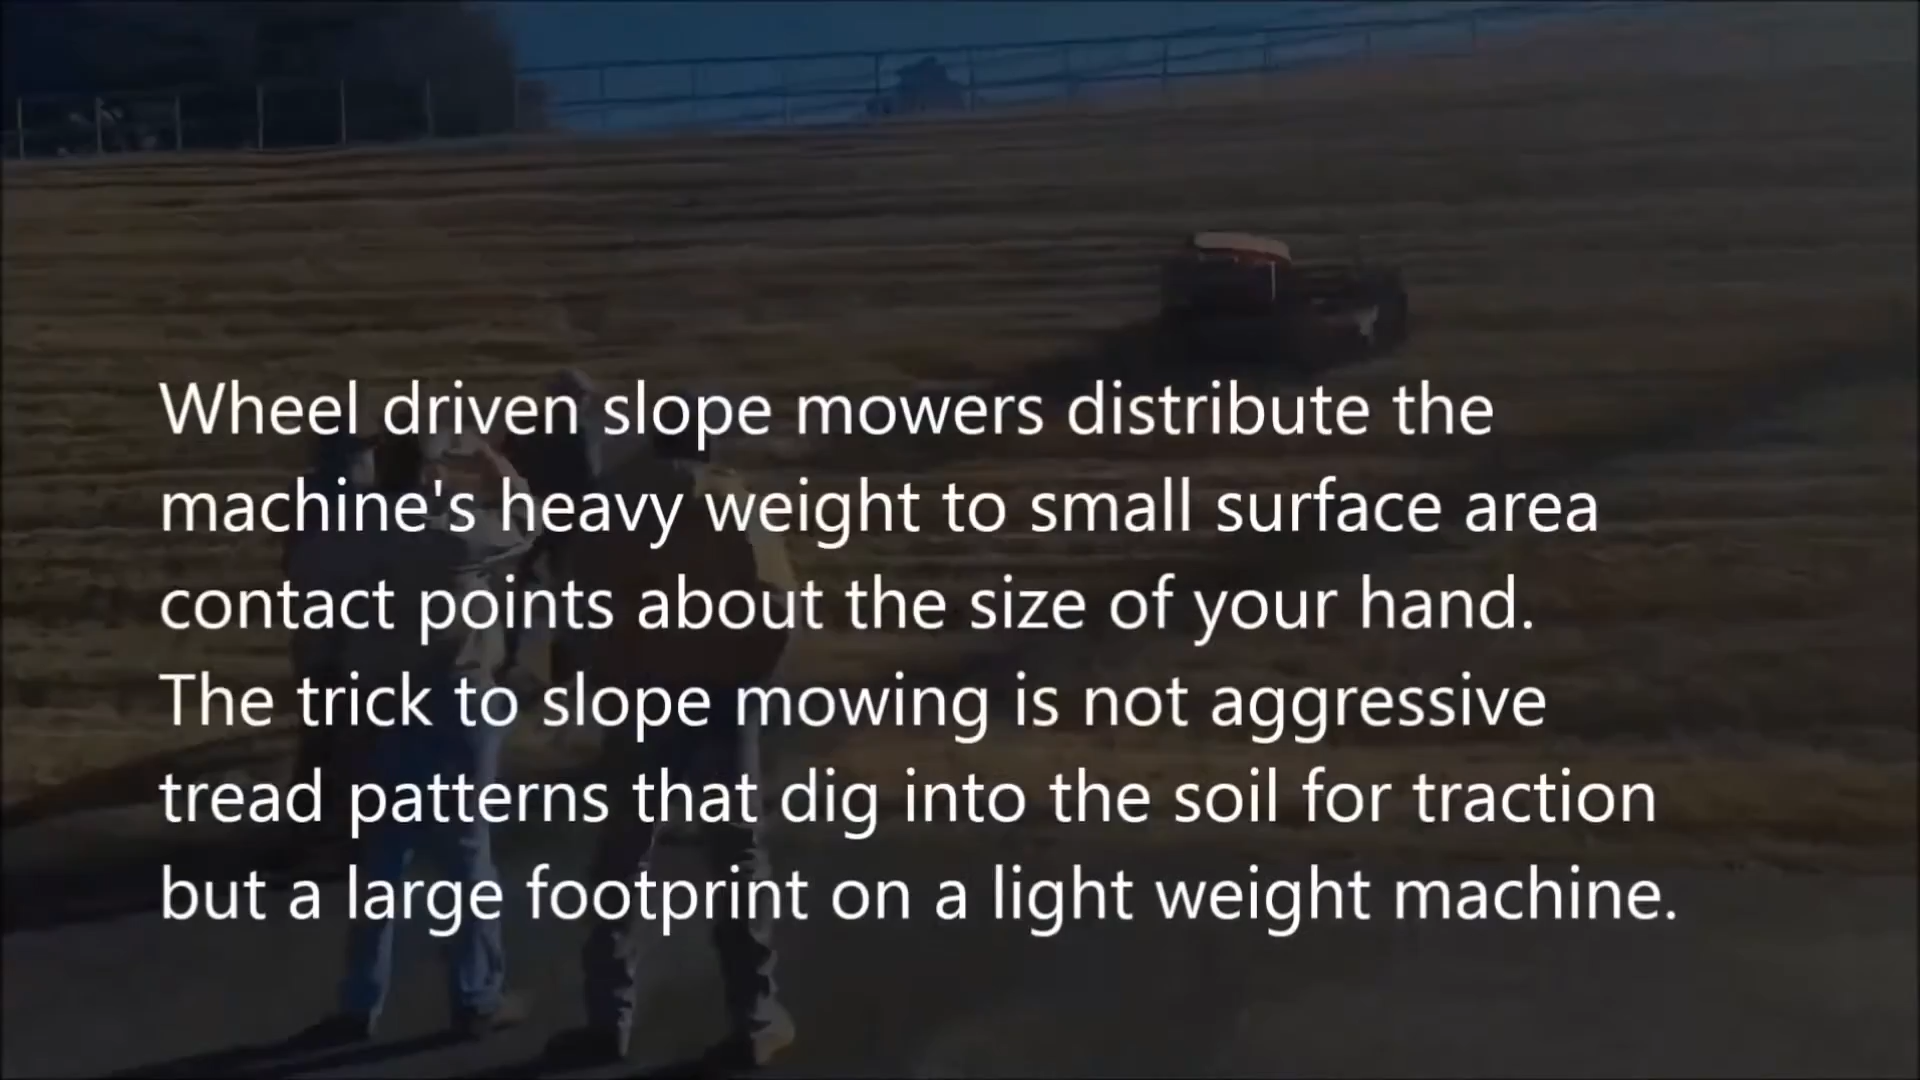 Wheel driven slope mowers distribute the
machine's heavy weight to small surface area
contact points about the size of your hand.
The trick to slope mowing is not aggressive
tread patterns that dig into the soil for traction
but a large footprint on a light weight machine.